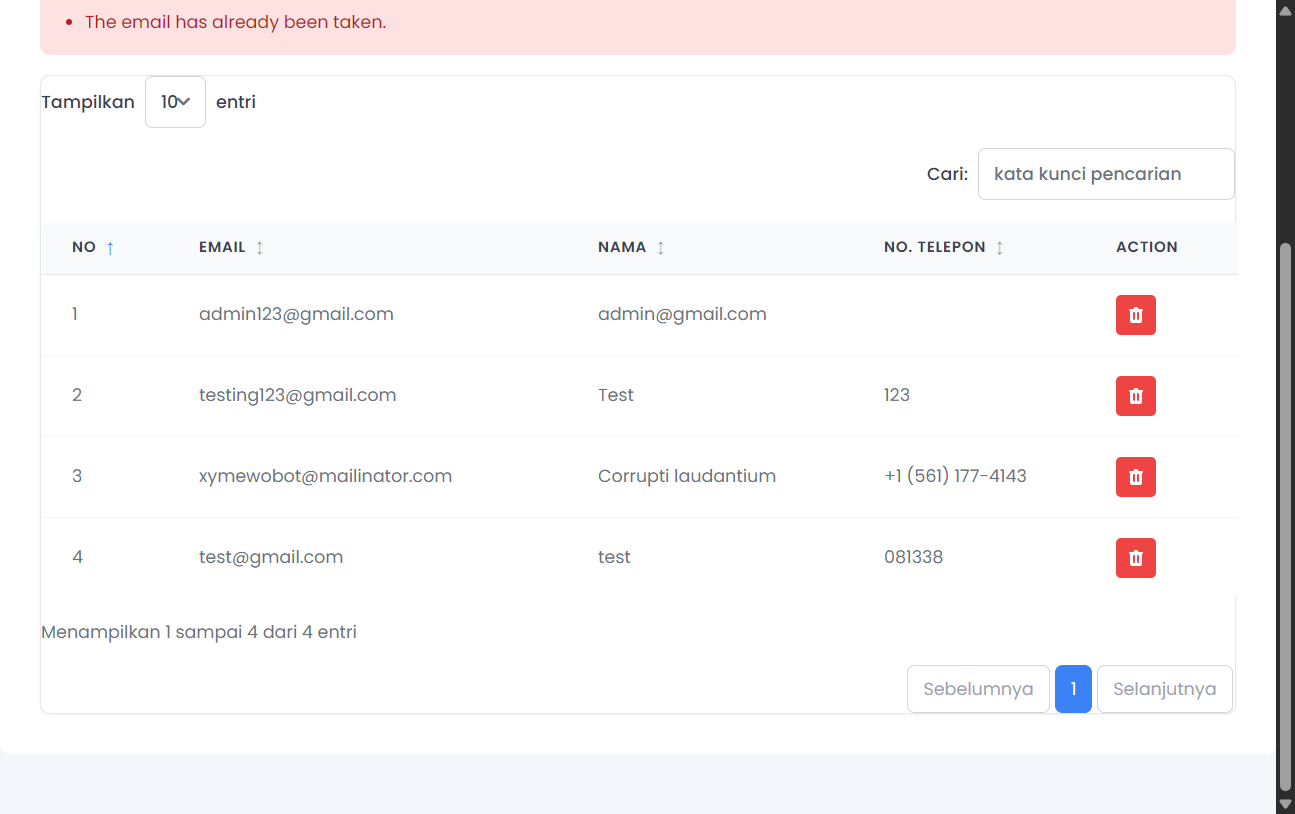 The email has already been taken.
Tampilkan 10 entri
Cari: kata kunci pencarian
NO EMAIL NAMA NO. TELEPON ACTION
1 admin123@gmail.com admin@gmail.com
2 testing123@gmail.com Test 123
3 xymewobot@mailinator.com Corrupti laudantium +1 (561) 177-4143
4 test@gmail.com test 081338
Menampilkan 1 sampai 4 dari 4 entri
Sebelumnya 1 Selanjutnya